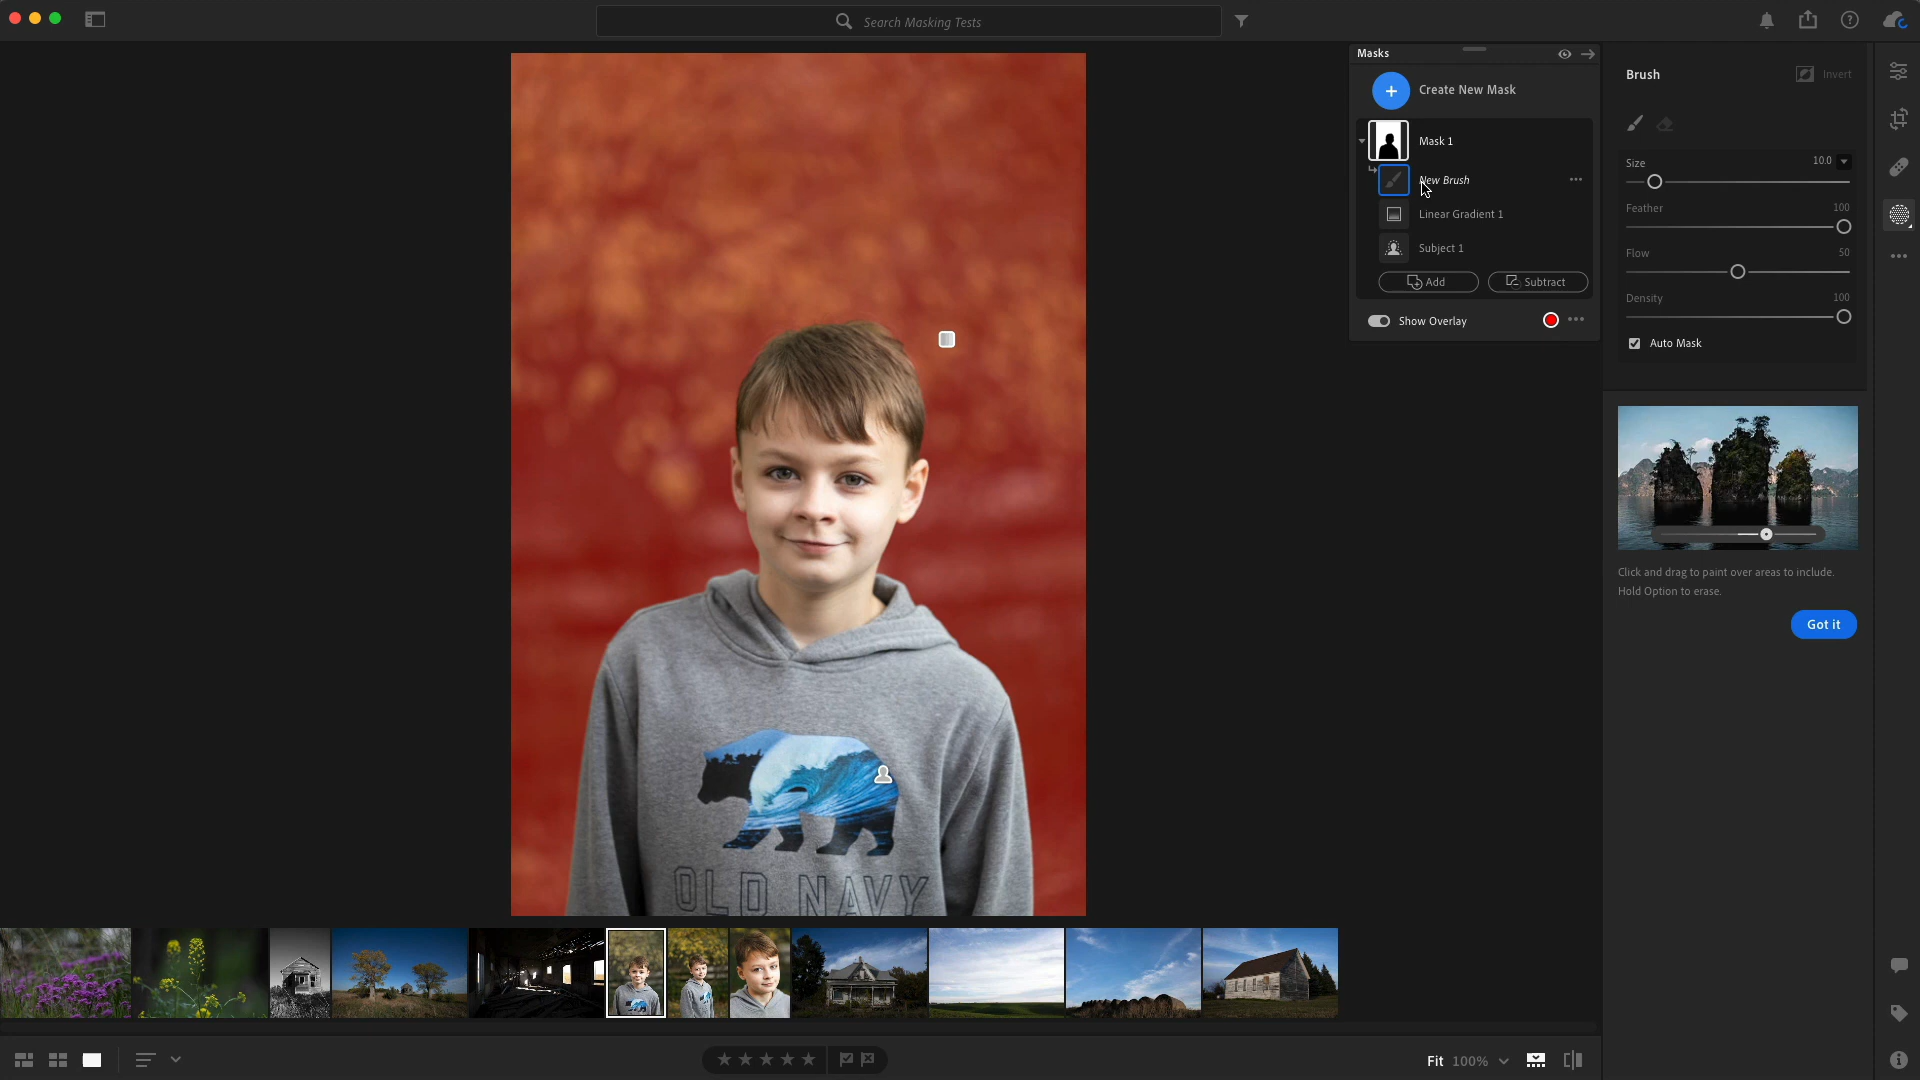 Search Masking Tests
Masks
Create New Mask
Mask 1
New Brush
Linear Gradient 1
Subject 1
Add
Subtract
Show Overlay
Brush
Invert
Size 10.0
Feather 100
Flow 50
Density 100
Auto Mask
Click and drag to paint over areas to include.
Hold Option to erase.
Got it
OLD NAVY
Fit 100%